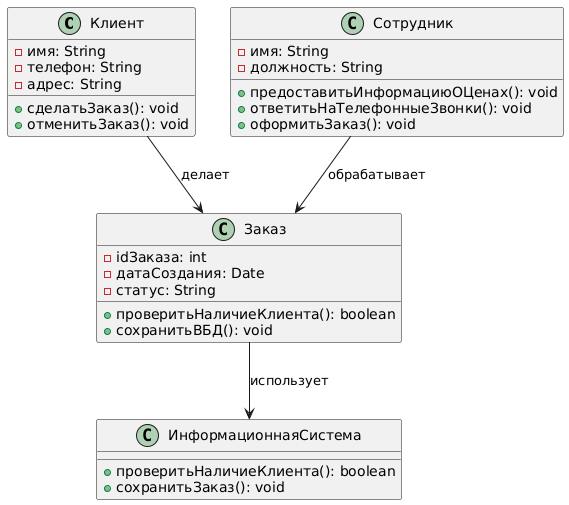 C Клиент
имя: String
телефон: String
адрес: String
сделатьЗаказ(): void
отменитьЗаказ(): void
C Сотрудник
имя: String
должность: String
предоставитьИнформациюОЦенах(): void
ответитьНаТелефонныеЗвонки(): void
оформитьЗаказ(): void
делает
обрабатывает
C Заказ
idЗаказа: int
датаСоздания: Date
статус: String
проверитьНаличиеКлиента(): boolean
сохранитьВБД(): void
использует
C ИнформационнаяСистема
проверитьНаличиеКлиента(): boolean
сохранитьЗаказ(): void